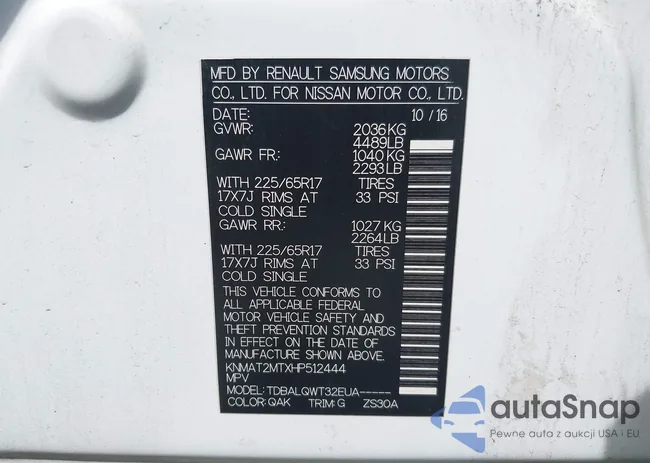 MFD BY RENAULT SAMSUNG MOTORS
CO., LTD. FOR NISSAN MOTOR CO., LTD.
DATE: 10 / 16
GVWR: 2036 KG
4489LB
GAWR FR.: 1040 KG
2293 LB
WITH 225/65R17 TIRES
17X7J RIMS AT 33 PSI
COLD SINGLE
GAWR RR.: 1027 KG
2264 LB
WITH 225/65R17 TIRES
17X7J RIMS AT 33 PSI
COLD SINGLE
THIS VEHICLE CONFORMS TO
ALL APPLICABLE FEDERAL
MOTOR VEHICLE SAFETY AND
THEFT PREVENTION STANDARDS
IN EFFECT ON THE DATE OF
MANUFACTURE SHOWN ABOVE.
KNMAT2MTXHP512444
MPV
MODEL: TDBALQWT32EUA-----
COLOR: QAK TRIM: G ZS30A
autoSnap
Pewne auta z aukcji USA i EU